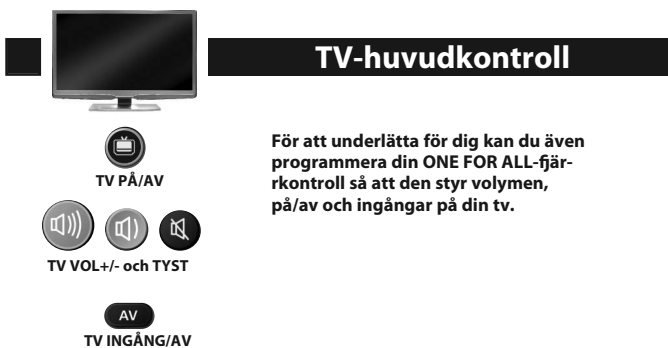 TV-huvudkontroll
TV PÅ/AV
För att underlätta för dig kan du även
programmera din ONE FOR ALL-fjär-
rkontroll så att den styr volymen,
på/av och ingångar på din tv.
TV VOL+/- och TYST
AV
TV INGÅNG/AV